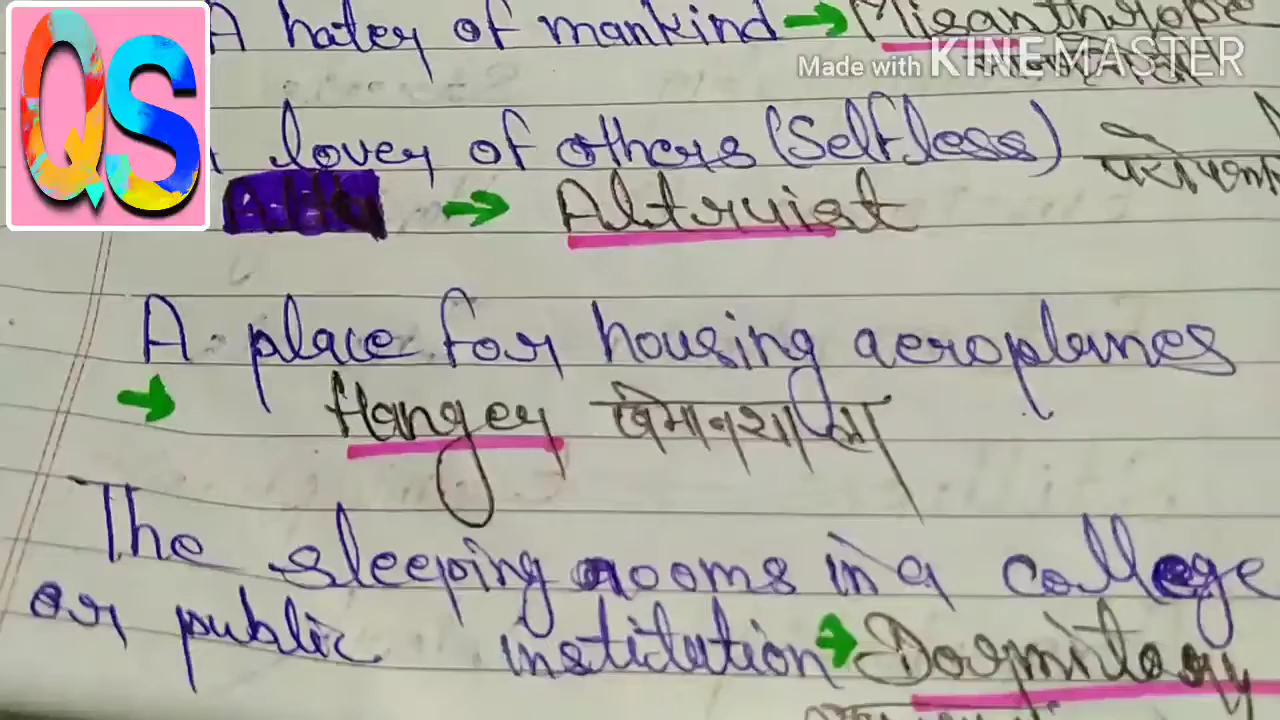 QS
A hater of mankind → Misanthrope
Made with KINEMASTER
lover of others (Selfless)
→ Altruist
A place for housing aeroplanes
→ Hanger विमानशाला
The sleeping rooms in a college
or public institution → Dormitory